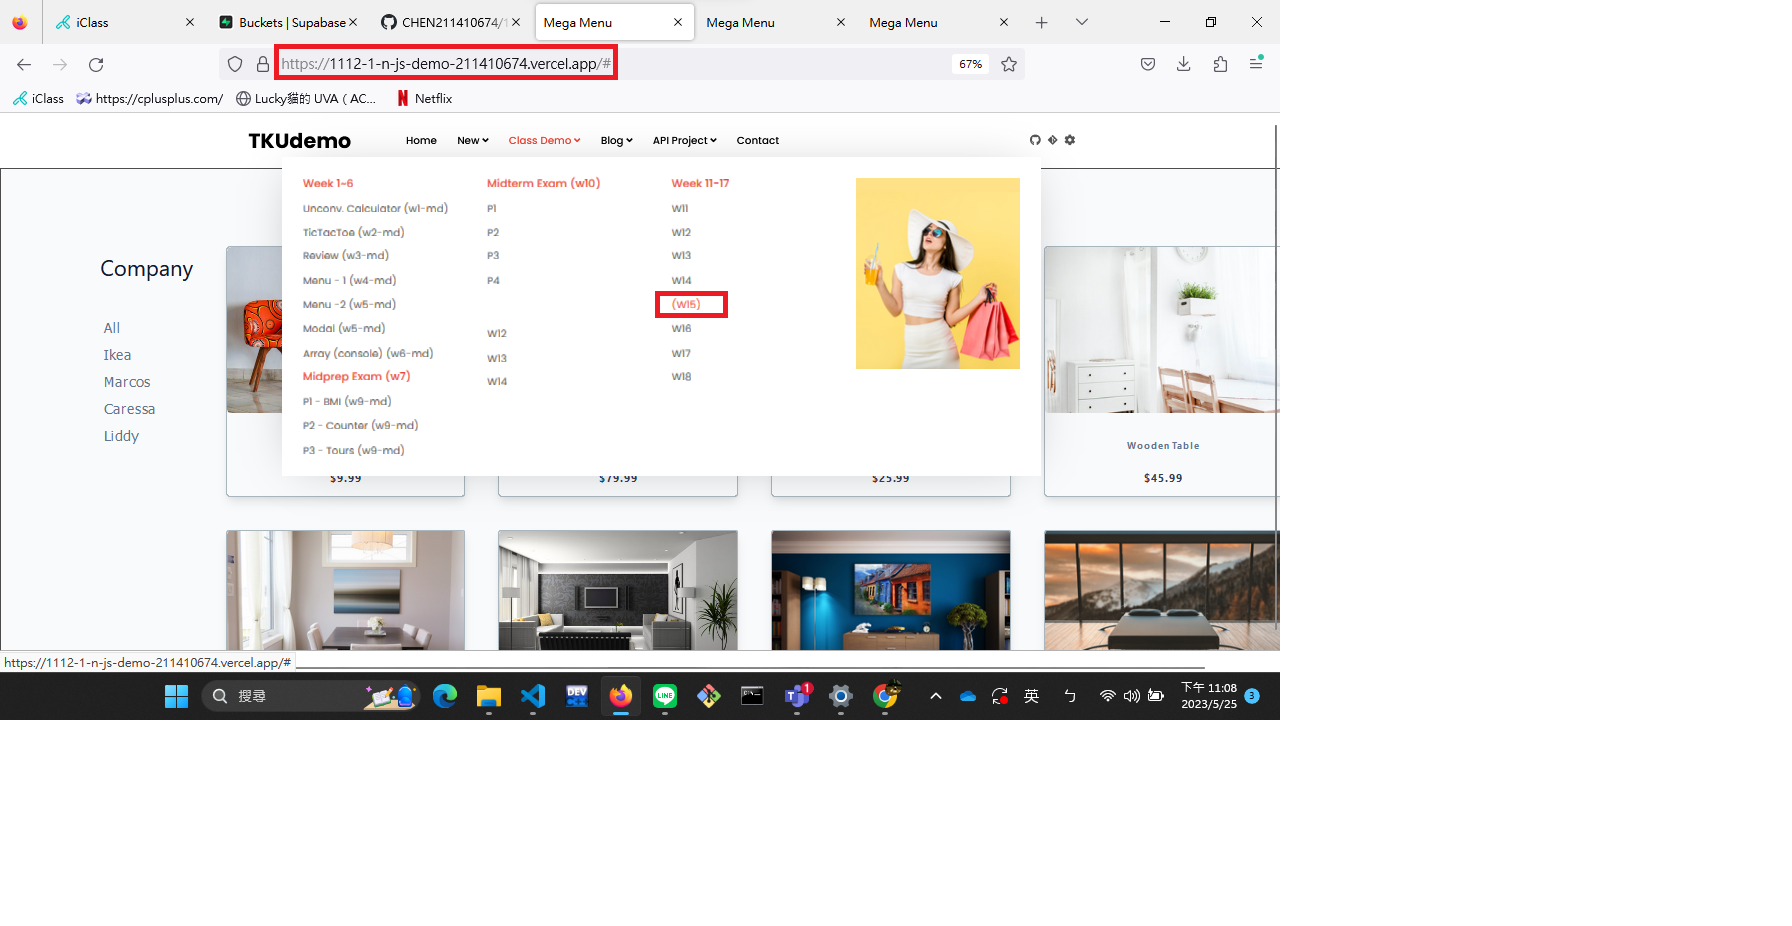 iClass
Buckets | Supabase
CHEN211410674/1
Mega Menu
Mega Menu
Mega Menu
https://1112-1-n-js-demo-211410674.vercel.app/#
67%
iClass
https://cplusplus.com/
Lucky貓的 UVA ( AC...
Netflix
TKUdemo
Home
New
Class Demo
Blog
API Project
Contact
Week 1~6
Unconv. Calculator (w1-md)
TicTacToe (w2-md)
Review (w3-md)
Menu - 1 (w4-md)
Menu -2 (w5-md)
Modal (w5-md)
Array (console) (w6-md)
Midprep Exam (w7)
P1 - BMI (w9-md)
P2 - Counter (w9-md)
P3 - Tours (w9-md)
Midterm Exam (w10)
P1
P2
P3
P4
W12
W13
W14
Week 11-17
W11
W12
W13
W14
(W15)
W16
W17
W18
Company
All
Ikea
Marcos
Caressa
Liddy
Wooden Table
$9.99
$79.99
$25.99
$45.99
https://1112-1-n-js-demo-211410674.vercel.app/#
搜尋
DEV
LINE
1
英
ㄅ
下午 11:08
2023/5/25
3